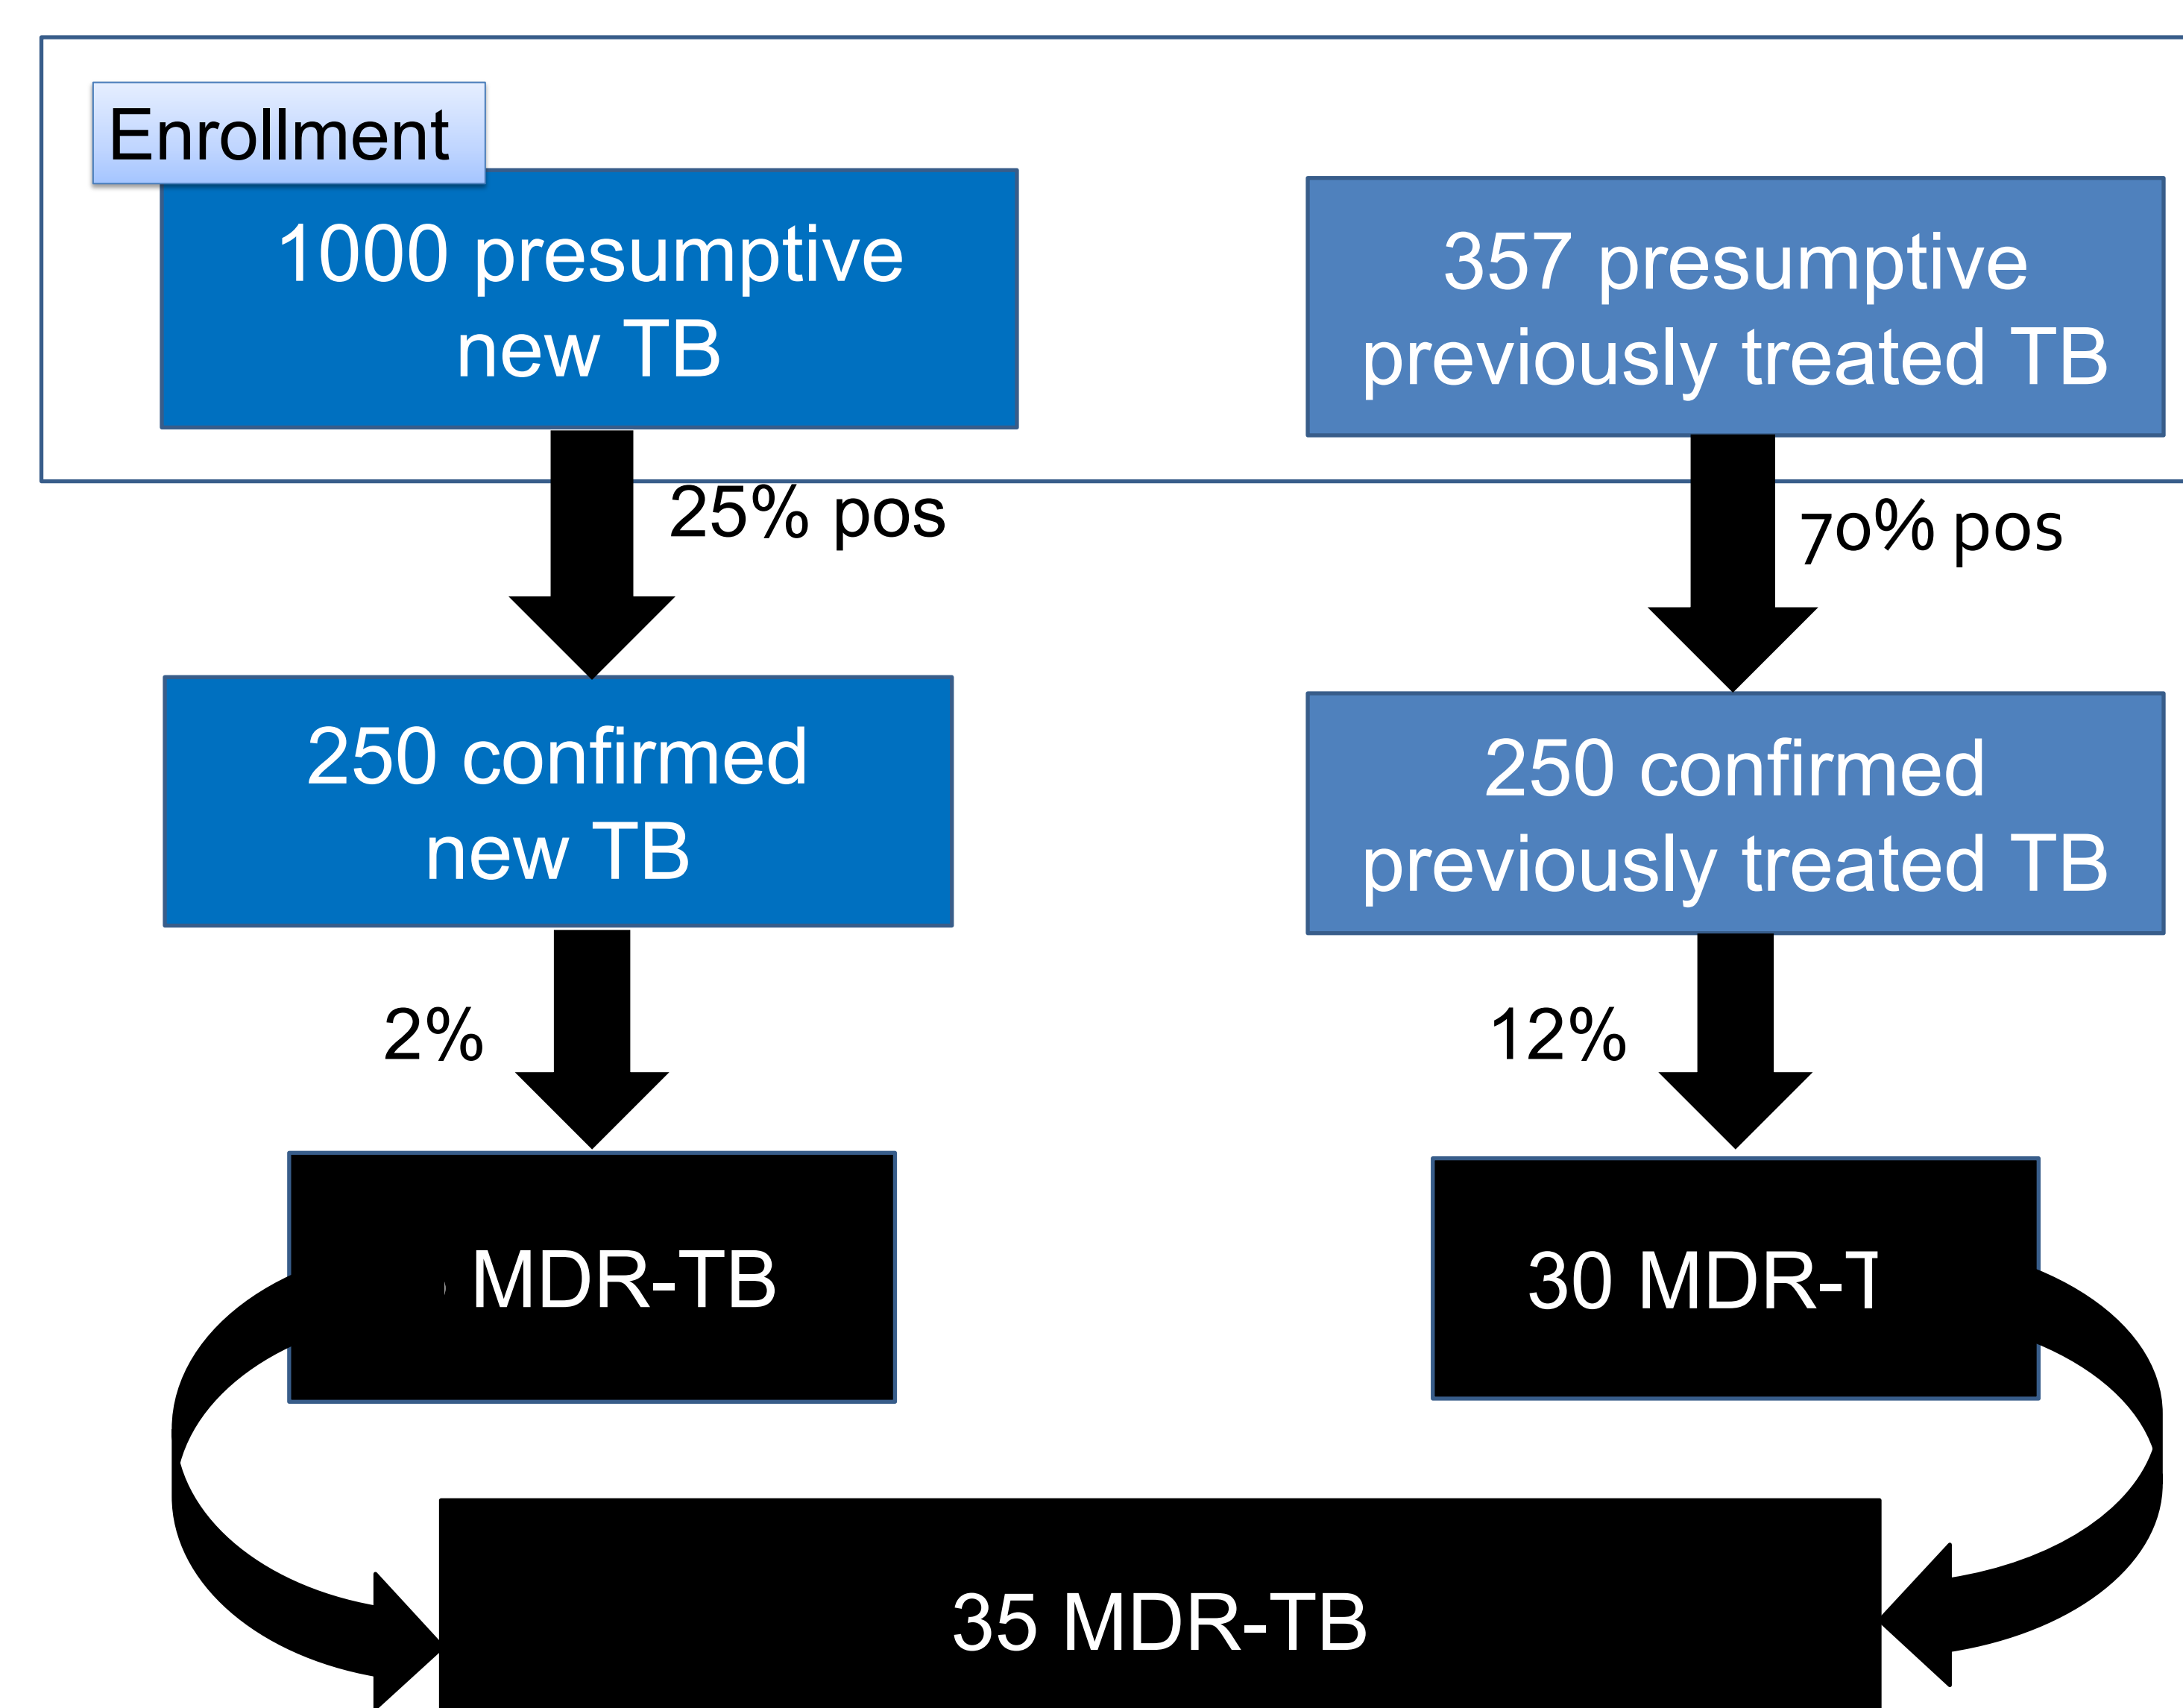 Enrollment
1000 presumptive
new TB
357 presumptive
previously treated TB
25% pos
70% pos
250 confirmed
new TB
250 confirmed
previously treated TB
2%
12%
MDR-TB
30 MDR-T
35 MDR-TB